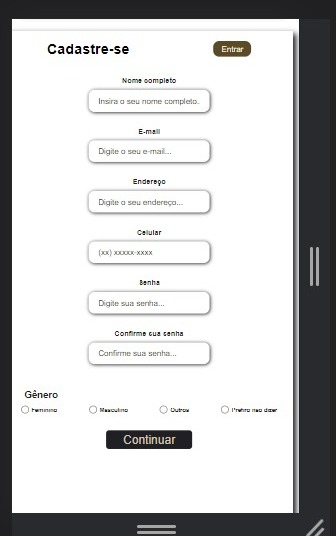 Cadastre-se
Entrar
Nome completo
Insira o seu nome completo.
E-mail
Digite o seu e-mail...
Endereço
Digite o seu endereço...
Celular
(xx) xxxxx-xxxx
Senha
Digite sua senha...
Confirme sua senha
Confirme sua senha...
Gênero
Feminino
Masculino
Outros
Prefiro não dizer
Continuar